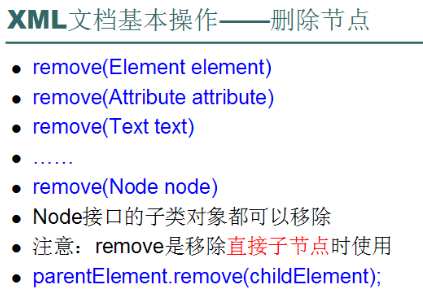 XML文档基本操作——删除节点
remove(Element element)
remove(Attribute attribute)
remove(Text text)
……
remove(Node node)
Node接口的子类对象都可以移除
注意：remove是移除直接子节点时使用
parentElement.remove(childElement);